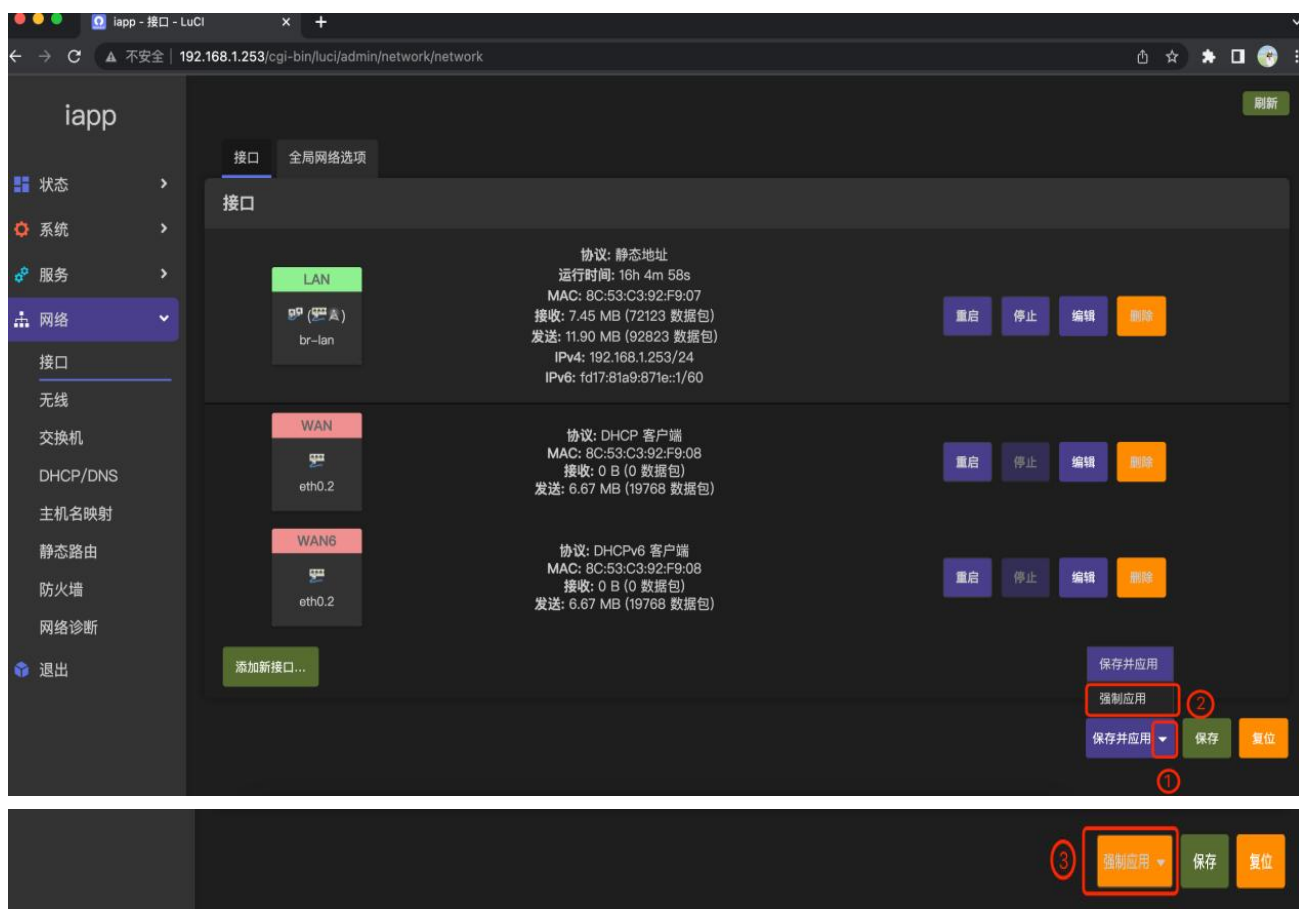 iapp - 接口 - LuCI
不安全 192.168.1.253/cgi-bin/luci/admin/network/network
iapp
刷新
接口 全局网络选项
状态
接口
系统
服务
网络
接口
无线
交换机
DHCP/DNS
主机名映射
静态路由
防火墙
网络诊断
退出
LAN
br-lan
协议: 静态地址
运行时间: 16h 4m 58s
MAC: 8C:53:C3:92:F9:07
接收: 7.45 MB (72123 数据包)
发送: 11.90 MB (92823 数据包)
IPv4: 192.168.1.253/24
IPv6: fd17:81a9:871e::1/60
重启 停止 编辑 删除
WAN
eth0.2
协议: DHCP 客户端
MAC: 8C:53:C3:92:F9:08
接收: 0 B (0 数据包)
发送: 6.67 MB (19768 数据包)
重启 停止 编辑 删除
WAN6
eth0.2
协议: DHCPv6 客户端
MAC: 8C:53:C3:92:F9:08
接收: 0 B (0 数据包)
发送: 6.67 MB (19768 数据包)
重启 停止 编辑 删除
添加新接口...
保存并应用
强制应用 ②
保存并应用 保存 复位
①
③ 强制应用 保存 复位